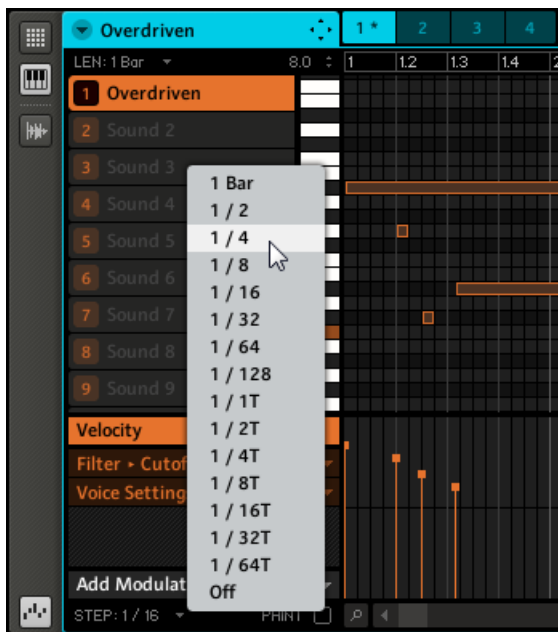 Overdriven 1 * 2 3 4
LEN: 1 Bar 8.0 1 1.2 1.3 1.4
1 Overdriven
2 Sound 2
3 Sound 3
4 Sound 4
5 Sound 5
6 Sound 6
7 Sound 7
8 Sound 8
9 Sound 9
1 Bar
1 / 2
1 / 4
1 / 8
1 / 16
1 / 32
1 / 64
1 / 128
1 / 1T
1 / 2T
1 / 4T
1 / 8T
1 / 16T
1 / 32T
1 / 64T
Off
Velocity
Filter ▸ Cutof
Voice Setting
Add Modulat
STEP: 1 / 16